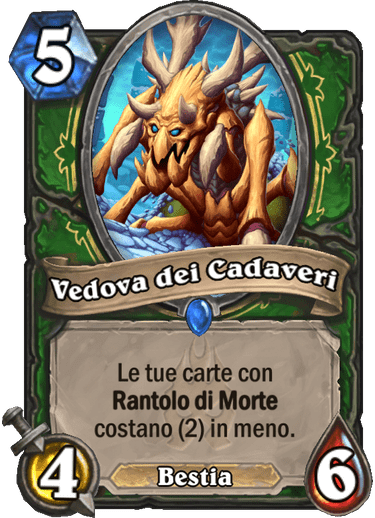 5
Vedova dei Cadaveri
Le tue carte con
Rantolo di Morte
costano (2) in meno.
4
Bestia
6